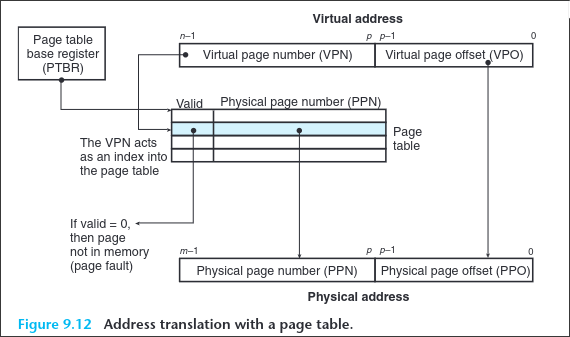 Virtual address
n–1
p p–1
0
Page table
base register
(PTBR)
Virtual page number (VPN)
Virtual page offset (VPO)
Valid
Physical page number (PPN)
The VPN acts
as an index into
the page table
Page
table
If valid = 0,
then page
not in memory
(page fault)
m–1
p p–1
0
Physical page number (PPN)
Physical page offset (PPO)
Physical address
Figure 9.12 Address translation with a page table.